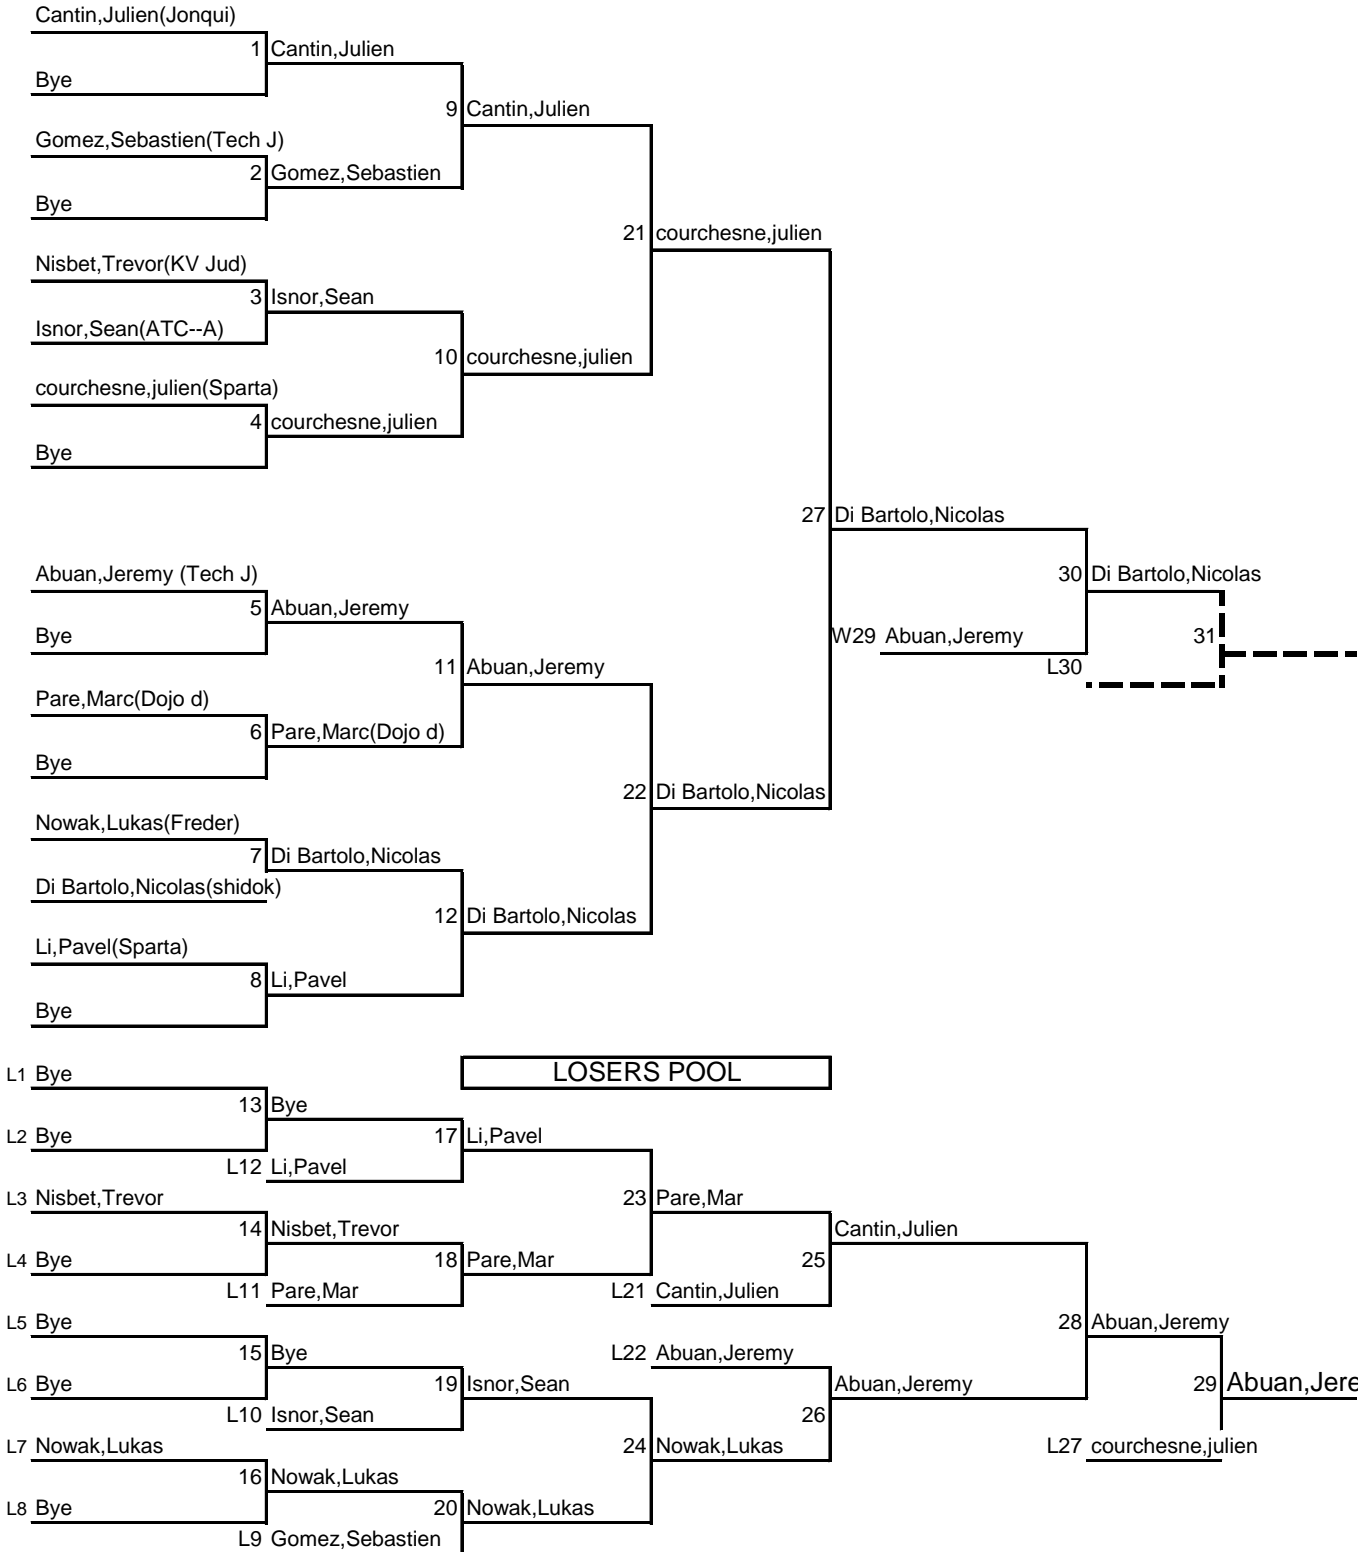 Cantin,Julien(Jonqui)
1 Cantin,Julien
Bye
9 Cantin,Julien
Gomez,Sebastien(Tech J)
2 Gomez,Sebastien
Bye
21 courchesne,julien
Nisbet,Trevor(KV Jud)
3 Isnor,Sean
Isnor,Sean(ATC--A)
10 courchesne,julien
courchesne,julien(Sparta)
4 courchesne,julien
Bye
27 Di Bartolo,Nicolas
Abuan,Jeremy (Tech J)
30 Di Bartolo,Nicolas
5 Abuan,Jeremy
Bye
W29 Abuan,Jeremy
31
11 Abuan,Jeremy
L30
Pare,Marc(Dojo d)
6 Pare,Marc(Dojo d)
Bye
22 Di Bartolo,Nicolas
Nowak,Lukas(Freder)
7 Di Bartolo,Nicolas
Di Bartolo,Nicolas(shidok)
12 Di Bartolo,Nicolas
Li,Pavel(Sparta)
8 Li,Pavel
Bye
L1 Bye
LOSERS POOL
13 Bye
L2 Bye
17 Li,Pavel
L12 Li,Pavel
L3 Nisbet,Trevor
23 Pare,Mar
14 Nisbet,Trevor
Cantin,Julien
L4 Bye
18 Pare,Mar
25
L11 Pare,Mar
L21 Cantin,Julien
L5 Bye
28 Abuan,Jeremy
15 Bye
L22 Abuan,Jeremy
L6 Bye
19 Isnor,Sean
Abuan,Jeremy
29 Abuan,Jere
L10 Isnor,Sean
26
L7 Nowak,Lukas
24 Nowak,Lukas
L27 courchesne,julien
16 Nowak,Lukas
L8 Bye
20 Nowak,Lukas
L9 Gomez,Sebastien